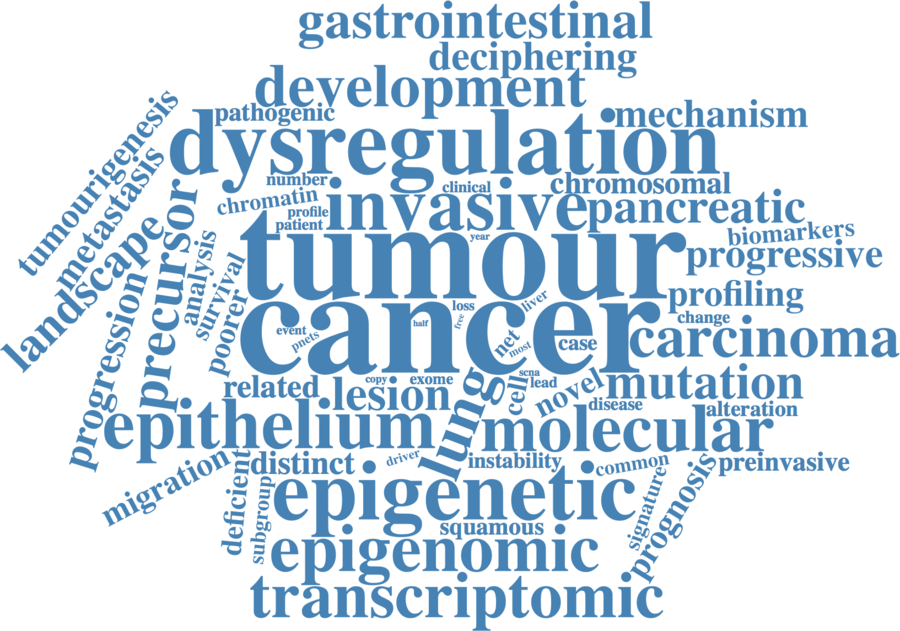 gastrointestinal
deciphering
development
pathogenic
mechanism
dysregulation
tumourigenesis
metastasis
number
clinical
chromosomal
chromatin
profile
invasive
pancreatic
patient
landscape
precursor
analysis
survival
year
biomarkers
tumour
progressive
progression
poorer
loss
liver
profiling
free
change
event
half
cancer
pnets
net
most
case
carcinoma
related
copy
exome
scna
lead
cell
novel
mutation
lesion
disease
alteration
epithelium
lung
molecular
migration
distinct
driver
instability
common
preinvasive
deficient
subgroup
epigenetic
signature
prognosis
squamous
epigenomic
transcriptomic